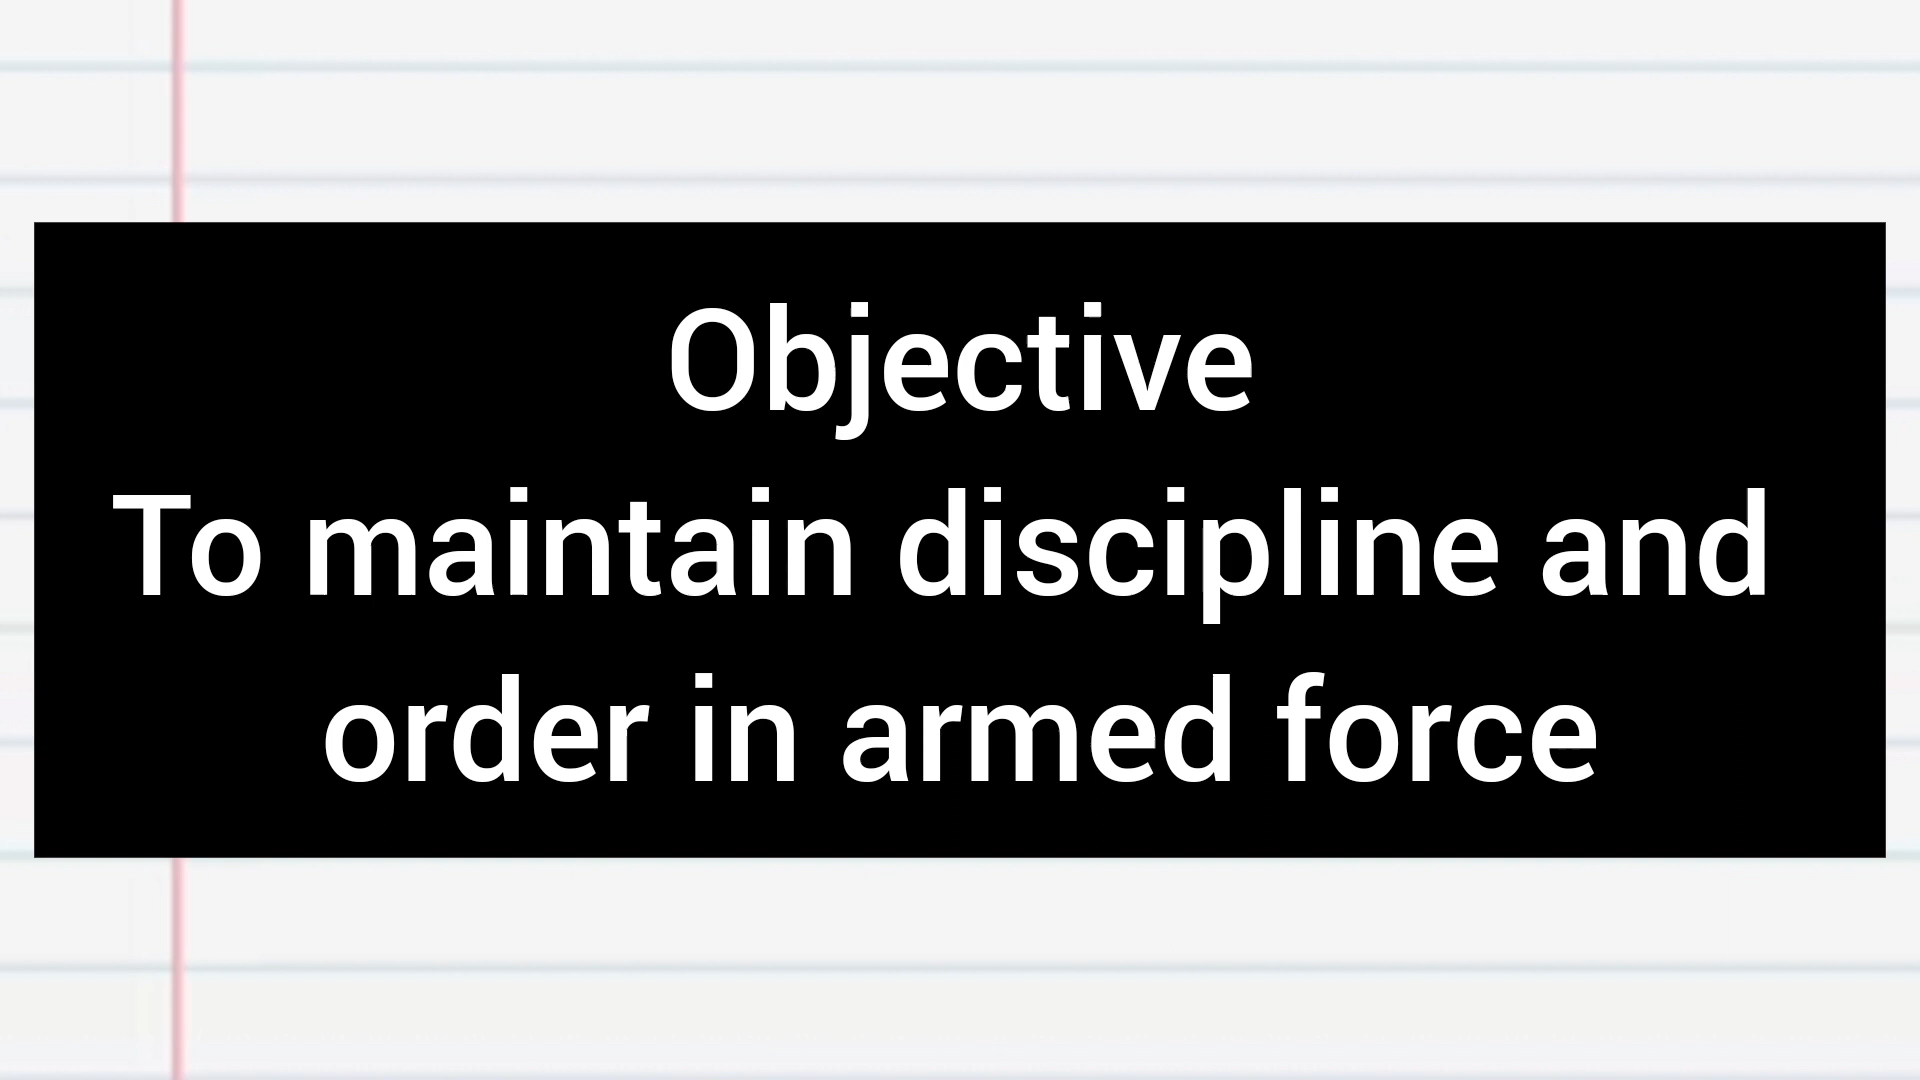 Objective
To maintain discipline and
order in armed force